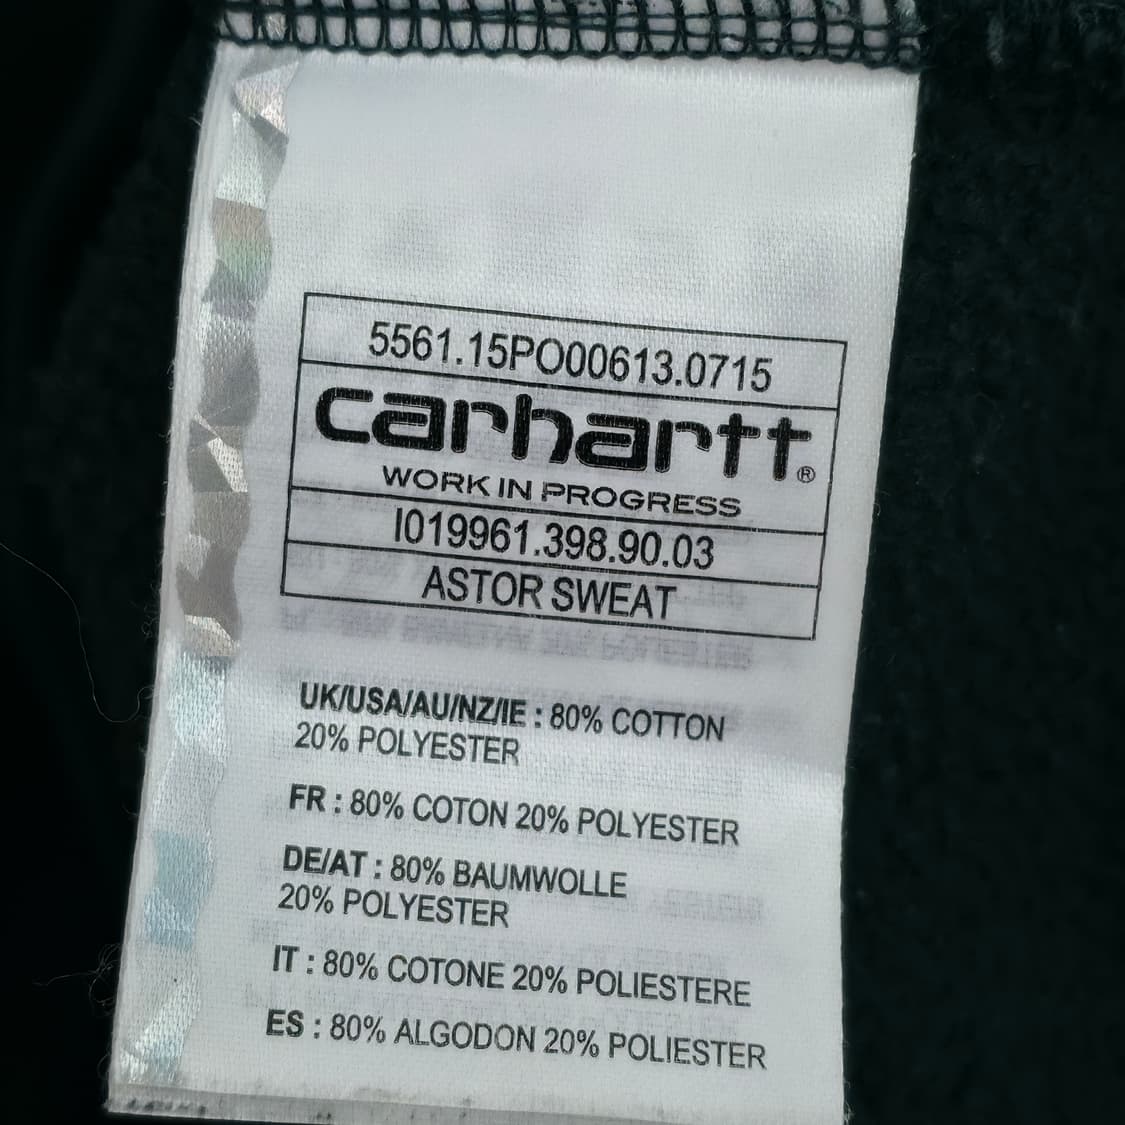 5561.15PO00613.0715
carhartt®
WORK IN PROGRESS
I019961.398.90.03
ASTOR SWEAT
UK/USA/AU/NZ/IE : 80% COTTON
20% POLYESTER
FR : 80% COTON 20% POLYESTER
DE/AT : 80% BAUMWOLLE
20% POLYESTER
IT : 80% COTONE 20% POLIESTERE
ES : 80% ALGODON 20% POLIESTER